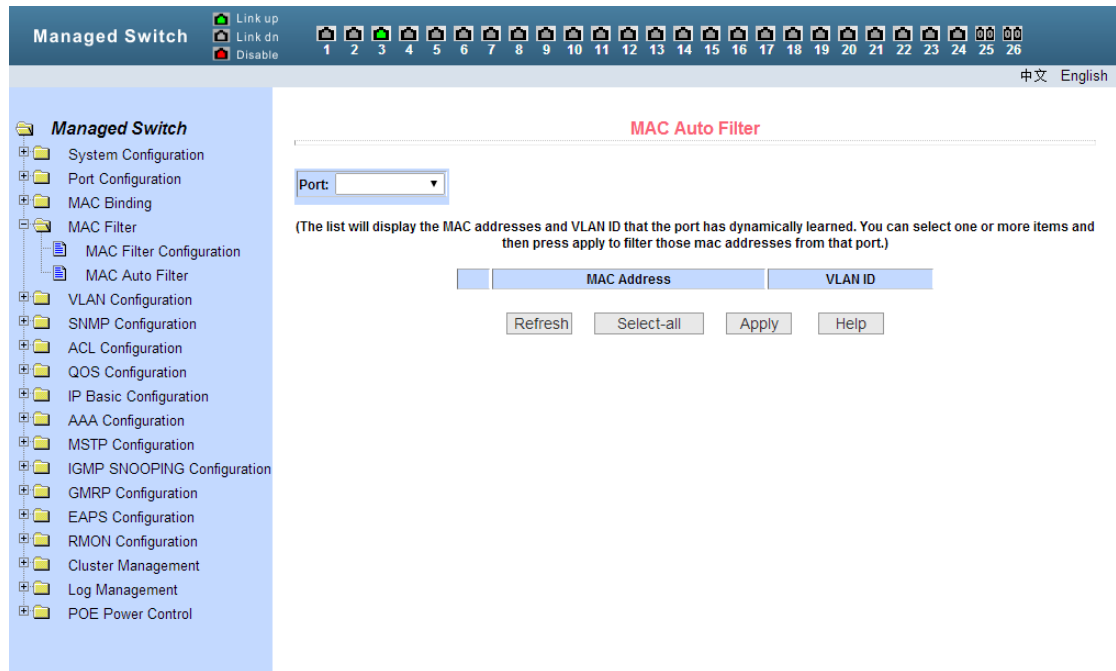 Managed Switch
Link up
Link dn
Disable
1 2 3 4 5 6 7 8 9 10 11 12 13 14 15 16 17 18 19 20 21 22 23 24 25 26
中文 English
Managed Switch
System Configuration
Port Configuration
MAC Binding
MAC Filter
MAC Filter Configuration
MAC Auto Filter
VLAN Configuration
SNMP Configuration
ACL Configuration
QOS Configuration
IP Basic Configuration
AAA Configuration
MSTP Configuration
IGMP SNOOPING Configuration
GMRP Configuration
EAPS Configuration
RMON Configuration
Cluster Management
Log Management
POE Power Control
MAC Auto Filter
Port:
(The list will display the MAC addresses and VLAN ID that the port has dynamically learned. You can select one or more items and
then press apply to filter those mac addresses from that port.)
MAC Address VLAN ID
Refresh Select-all Apply Help